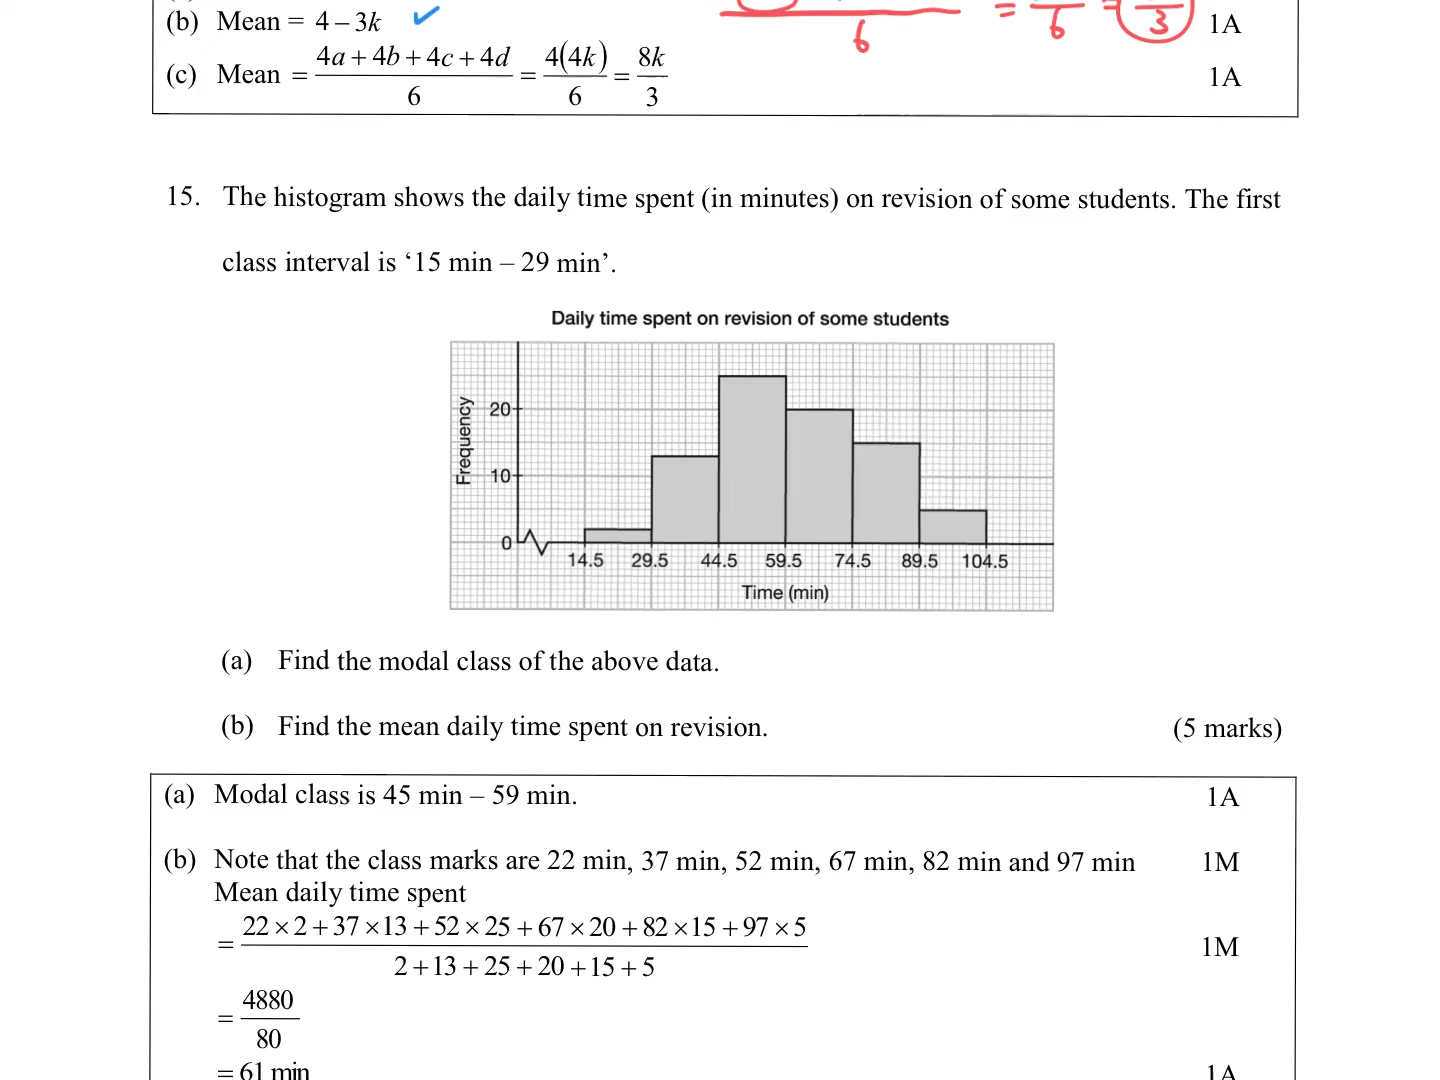 (b) Mean = 4 – 3k ✓
= 6 = 3 1A
6
(c) Mean = (4a + 4b + 4c + 4d)/6 = 4(4k)/6 = 8k/3 1A
15. The histogram shows the daily time spent (in minutes) on revision of some students. The first
class interval is ‘15 min – 29 min’.
Daily time spent on revision of some students
Frequency
20
10
0
14.5 29.5 44.5 59.5 74.5 89.5 104.5
Time (min)
(a) Find the modal class of the above data.
(b) Find the mean daily time spent on revision. (5 marks)
(a) Modal class is 45 min – 59 min. 1A
(b) Note that the class marks are 22 min, 37 min, 52 min, 67 min, 82 min and 97 min 1M
Mean daily time spent
= (22 × 2 + 37 × 13 + 52 × 25 + 67 × 20 + 82 × 15 + 97 × 5)/(2 + 13 + 25 + 20 + 15 + 5) 1M
= 4880/80
= 61 min 1A